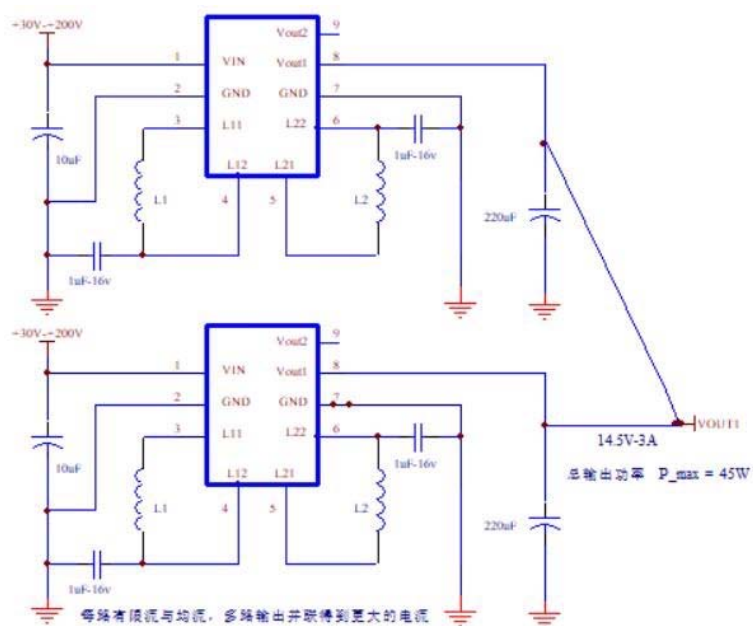 +30V-+200V
9
Vout2
1
8
VIN
Vout1
2
7
GND
GND
3
6
L11
L22
10uF
1uF-16v
L12
L21
L1
4
5
L2
220uF
1uF-16v
+30V-+200V
9
Vout2
1
8
VIN
Vout1
2
7
GND
GND
VOUT1
3
6
L11
L22
14.5V-3A
10uF
1uF-16v
L12
L21
总输出功率 P_max = 45W
L1
4
5
L2
220uF
1uF-16v
每路有限流与均流，多路输出并联得到更大的电流